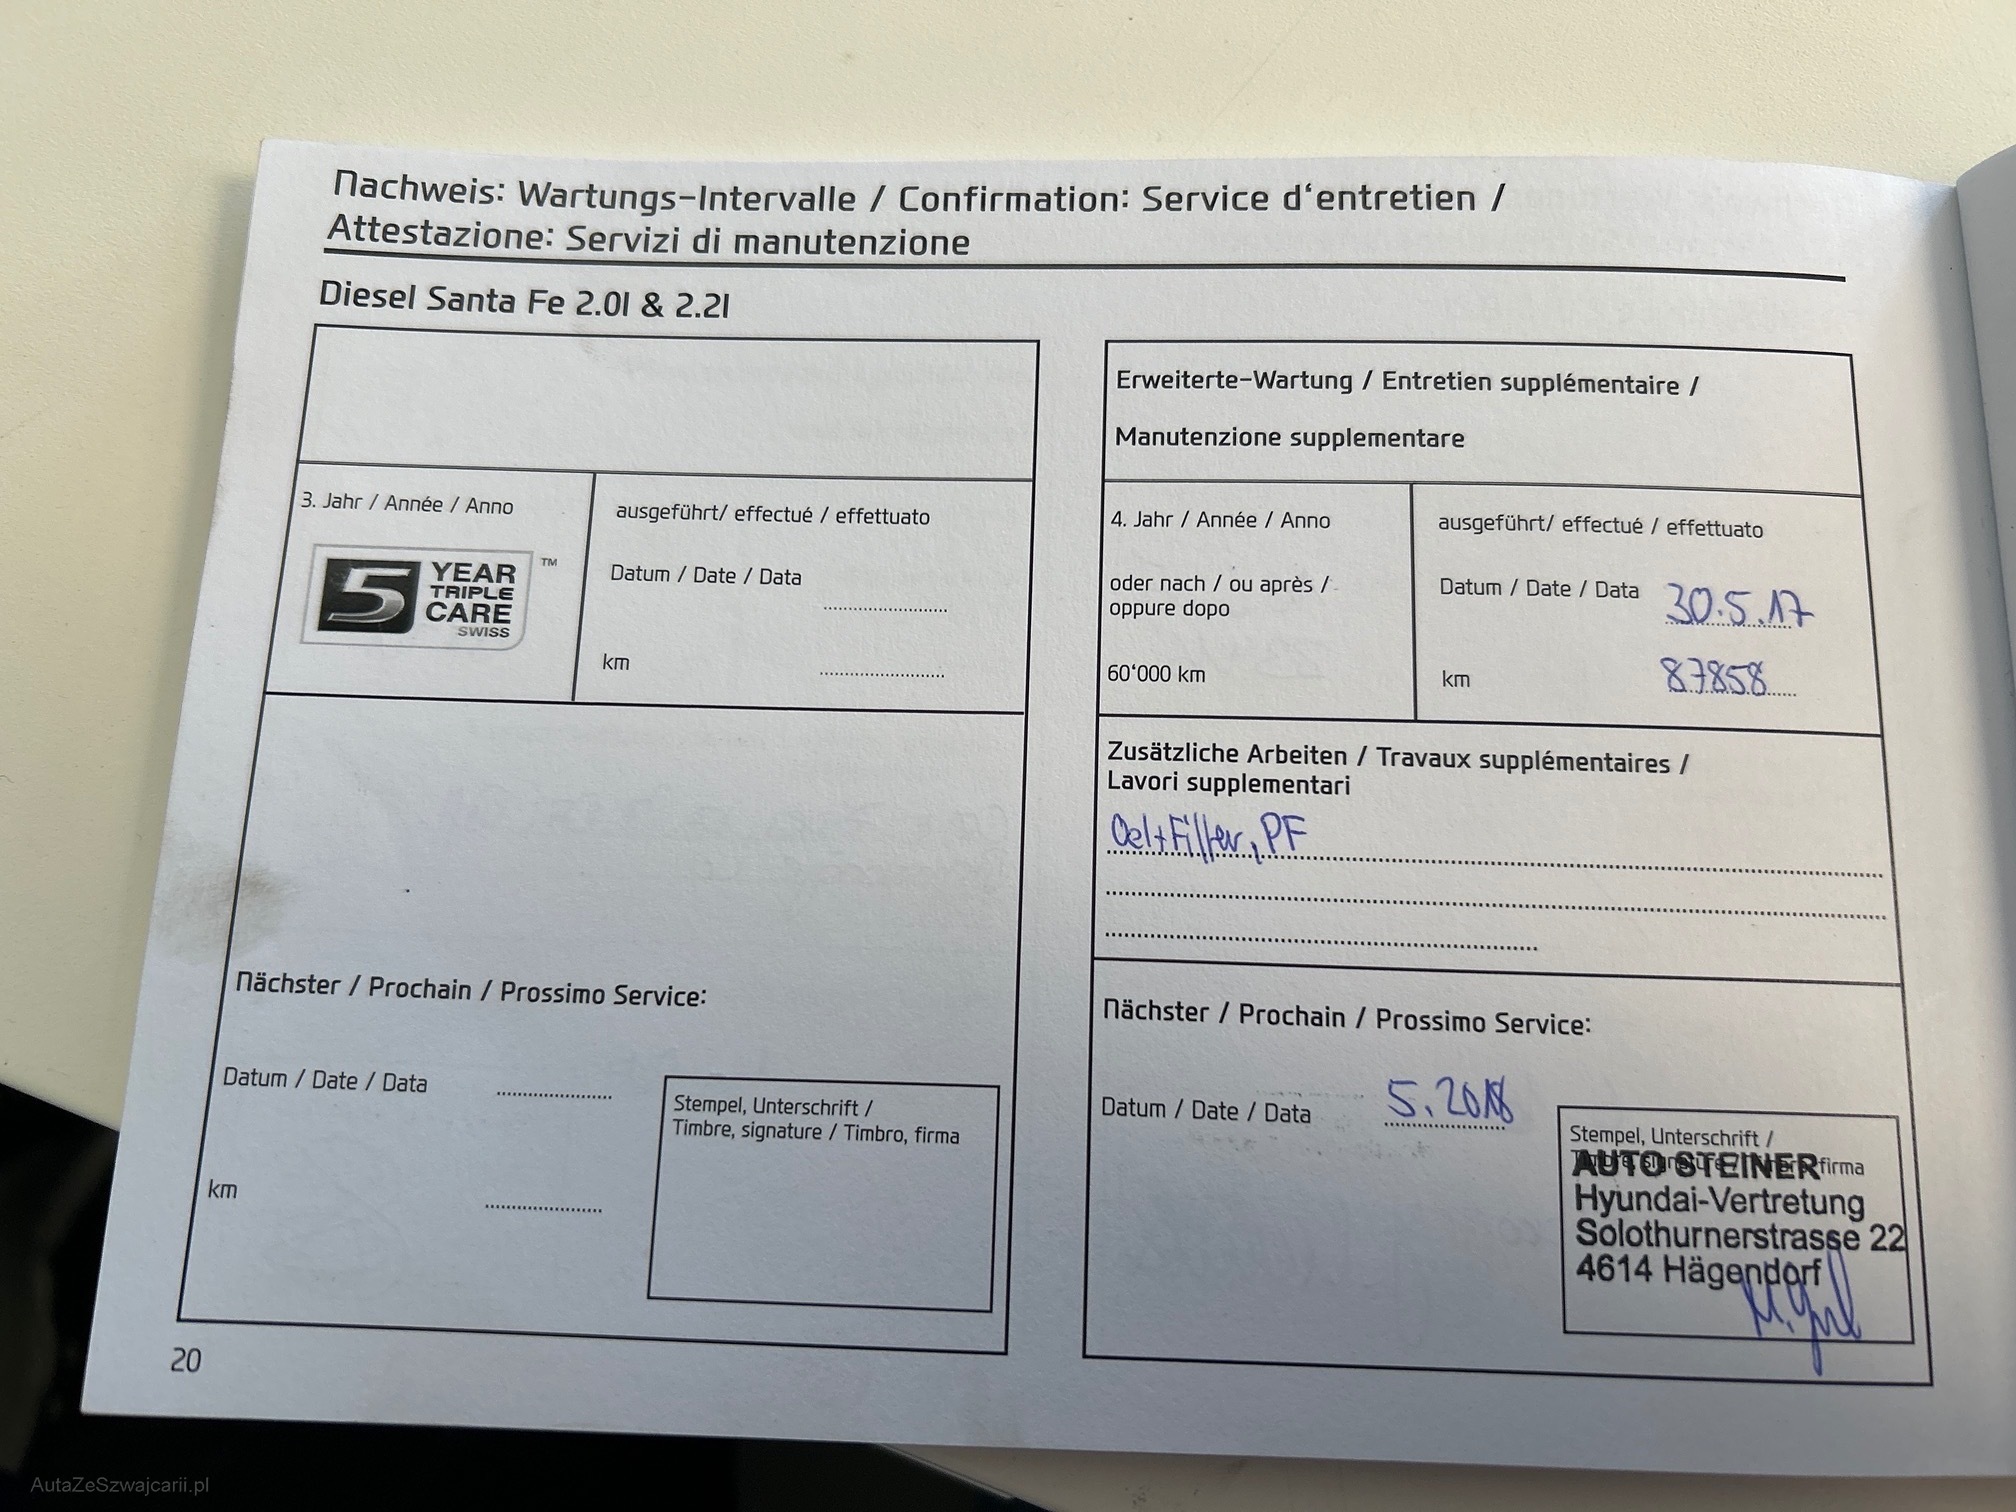 Nachweis: Wartungs-Intervalle / Confirmation: Service d'entretien /
Attestazione: Servizi di manutenzione
Diesel Santa Fe 2.0l & 2.2l
3. Jahr / Année / Anno
5 YEAR
TRIPLE
CARE
SWISS
TM
ausgeführt/ effectué / effettuato
Datum / Date / Data
km
Nächster / Prochain / Prossimo Service:
Datum / Date / Data
km
Stempel, Unterschrift /
Timbre, signature / Timbro, firma
20
Erweiterte-Wartung / Entretien supplémentaire /
Manutenzione supplementare
4. Jahr / Année / Anno
oder nach / ou après /
oppure dopo
60'000 km
ausgeführt/ effectué / effettuato
Datum / Date / Data 30.5.17
km 87858
Zusätzliche Arbeiten / Travaux supplémentaires /
Lavori supplementari
Oel+Filter, PF
Nächster / Prochain / Prossimo Service:
Datum / Date / Data 5.2018
Stempel, Unterschrift /
firma
AUTO STEINER
Hyundai-Vertretung
Solothurnerstrasse 22
4614 Hägendorf
AutaZeSzwajcarii.pl